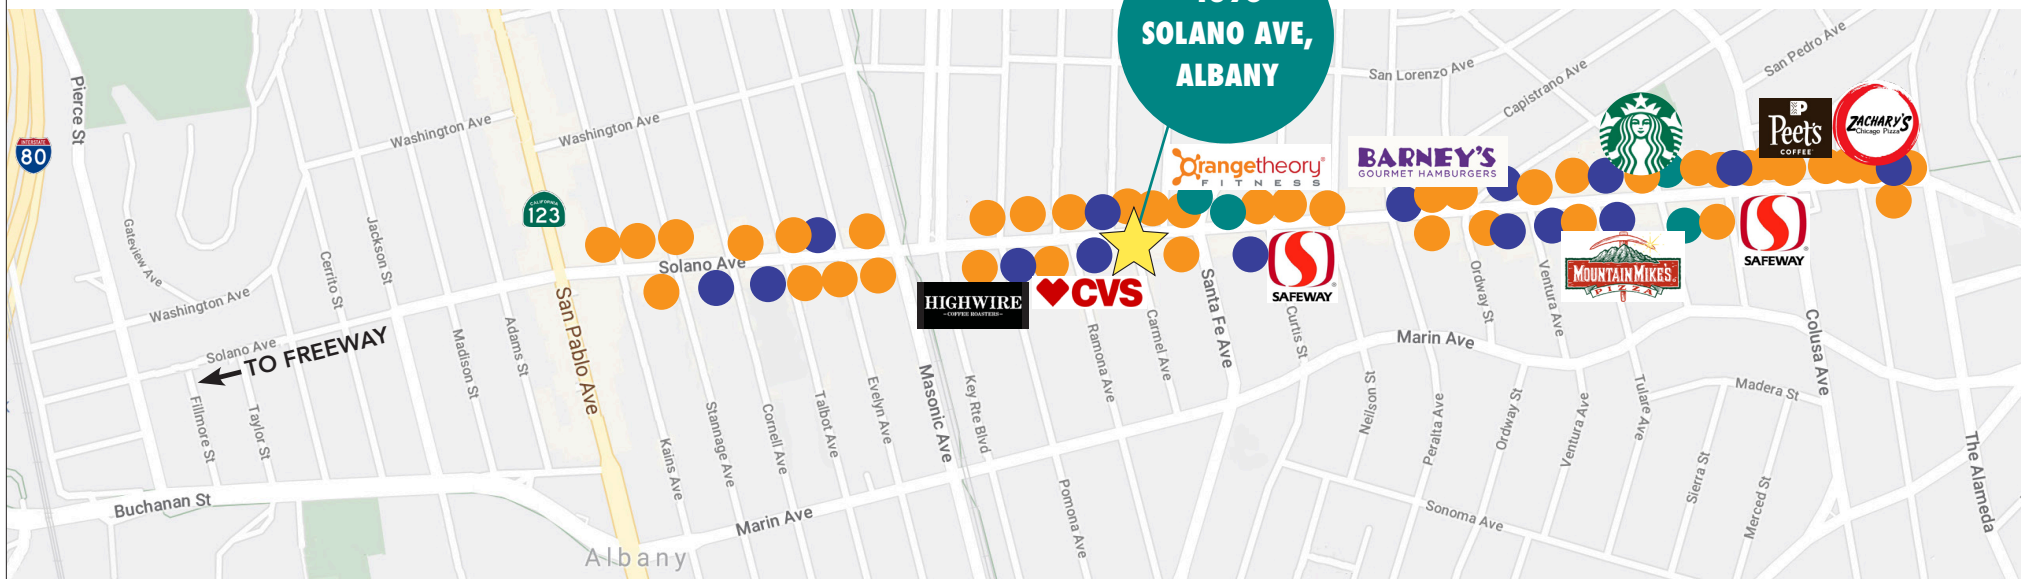 SOLANO AVE,
ALBANY
San Pedro Ave
San Lorenzo Ave
Capistrano Ave
Pierce St
Washington Ave
Washington Ave
INTERSTATE
80
CALIFORNIA
123
Orangetheory®
FITNESS
BARNEY'S
GOURMET HAMBURGERS
Peet's
COFFEE
ZACHARY'S
Chicago Pizza
Gateview Ave
Jackson St
Cerrito St
Washington Ave
Solano Ave
Solano Ave
TO FREEWAY
San Pablo Ave
HIGHWIRE
-COFFEE ROASTERS-
CVS
SAFEWAY
MOUNTAIN MIKE'S
PIZZA
SAFEWAY
Santa Fe Ave
Ordway St
Ventura Ave
Madison St
Adams St
Ramona Ave
Carmel Ave
Curtis St
Marin Ave
Colusa Ave
Fillmore St
Taylor St
Kains Ave
Stannage Ave
Cornell Ave
Talbot Ave
Evelyn Ave
Masonic Ave
Key Rte Blvd
Neilson St
Peralta Ave
Ordway St
Ventura Ave
Tulare Ave
Madera St
Buchanan St
Marin Ave
Albany
Pomona Ave
Sonoma Ave
Sierra St
Merced St
The Alameda